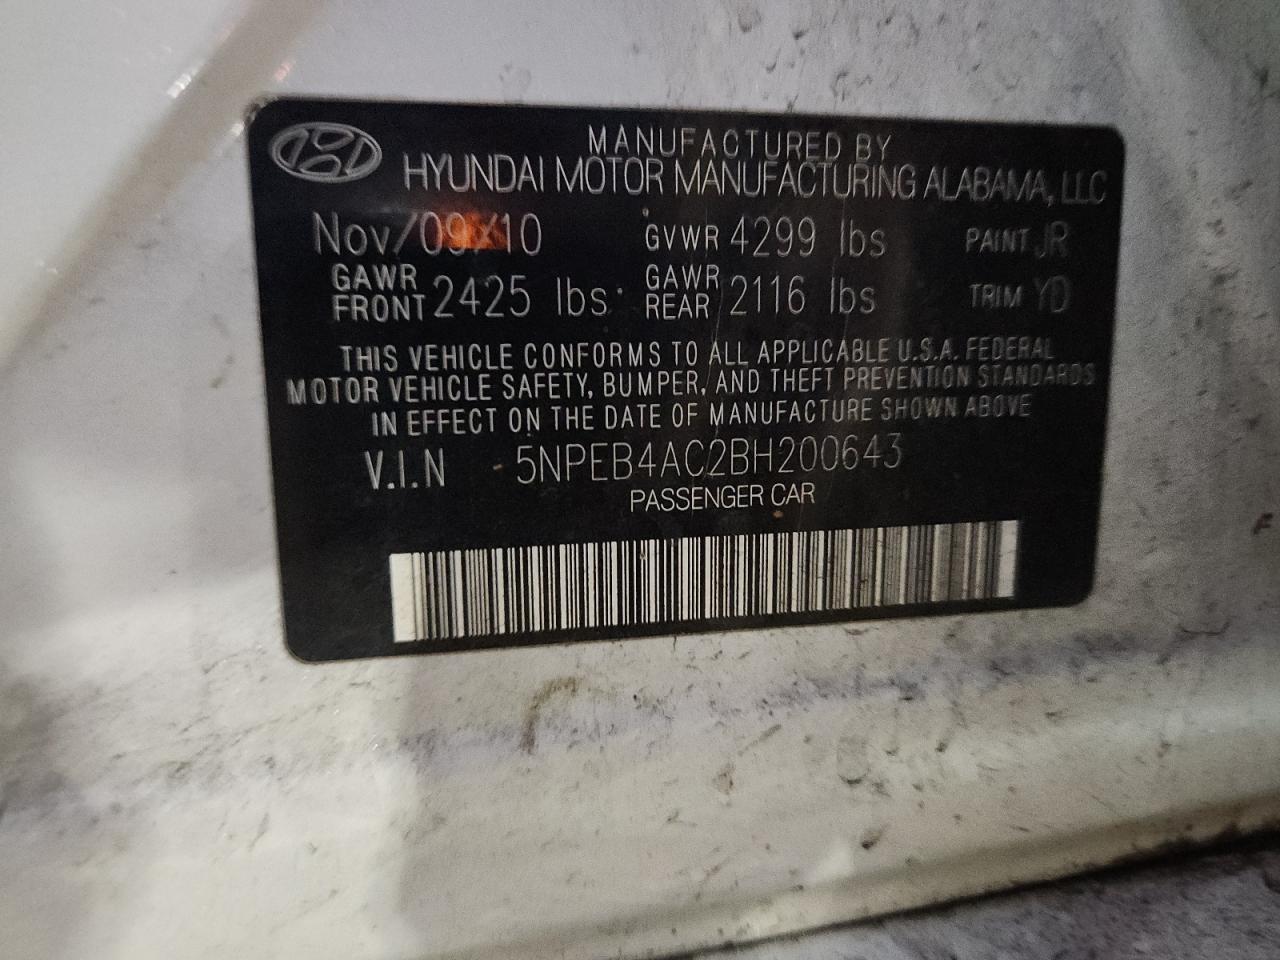 MANUFACTURED BY
HYUNDAI MOTOR MANUFACTURING ALABAMA, LLC
Nov/09/10 GVWR 4299 lbs PAINT JR
GAWR FRONT 2425 lbs GAWR REAR 2116 lbs TRIM YD
THIS VEHICLE CONFORMS TO ALL APPLICABLE U.S.A. FEDERAL
MOTOR VEHICLE SAFETY, BUMPER, AND THEFT PREVENTION STANDARDS
IN EFFECT ON THE DATE OF MANUFACTURE SHOWN ABOVE
V.I.N 5NPEB4AC2BH200643
PASSENGER CAR